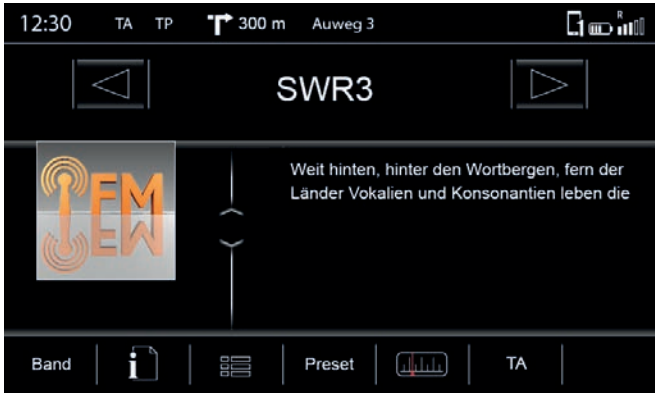 12:30 TA TP 300 m Auweg 3 1 R
SWR3
FM
Weit hinten, hinter den Wortbergen, fern der
Länder Vokalien und Konsonantien leben die
Band i Preset TA